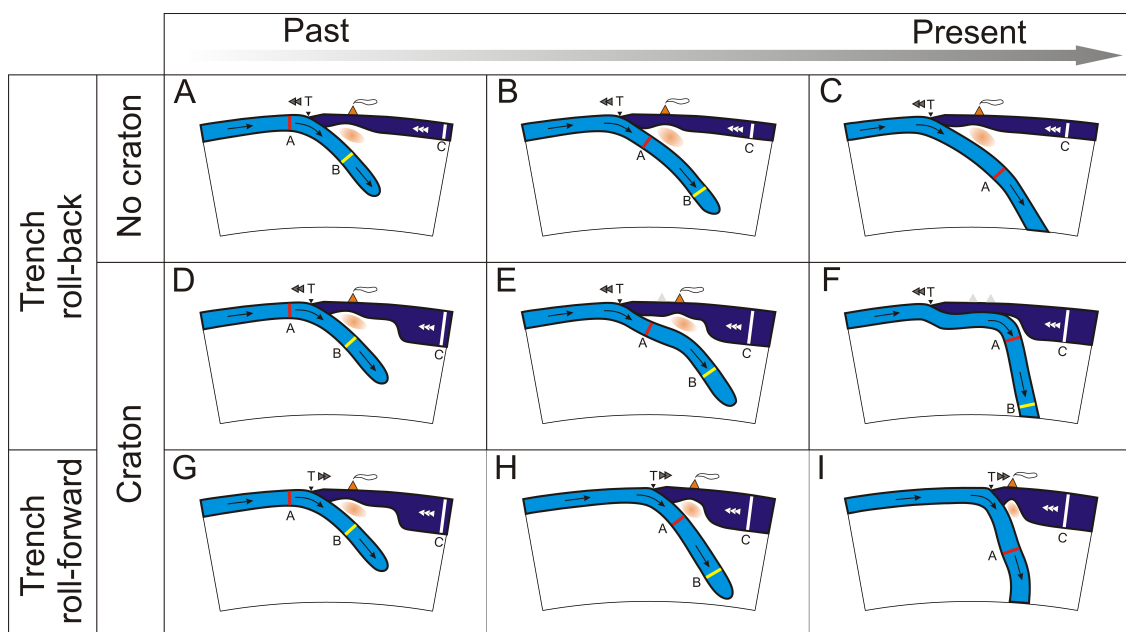 Past
Present
Trench
roll-back
No craton
Craton
Trench
roll-forward
A
T
A
B
C
B
T
A
B
C
C
T
A
C
D
T
A
B
C
E
T
A
B
C
F
T
A
B
C
G
T
A
B
C
H
T
A
B
C
I
T
A
C